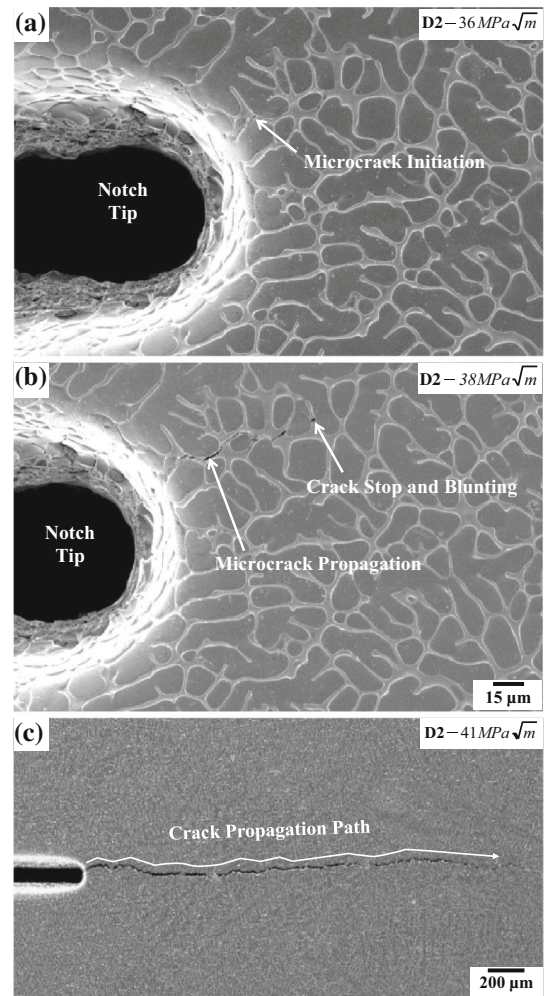 (a)
D2−36 MPa√m
Microcrack Initiation
Notch
Tip
(b)
D2−38MPa√m
Crack Stop and Blunting
Notch
Tip
Microcrack Propagation
15 µm
(c)
D2−41MPa√m
Crack Propagation Path
200 µm